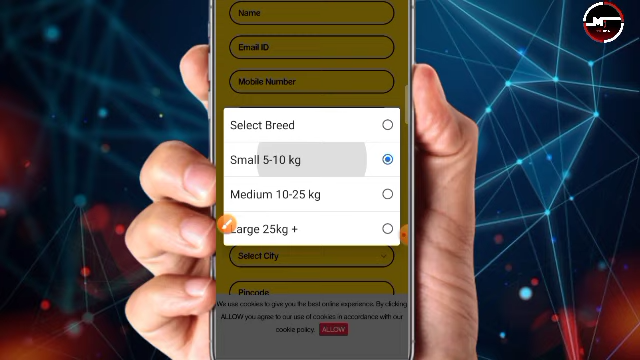 Name
Email ID
Mobile Number
Select Breed
Small 5-10 kg
Medium 10-25 kg
Large 25kg +
Select City
Pincode
We use cookies to give you the best online experience. By clicking
ALLOW you agree to our use of cookies in accordance with our
cookie policy. ALLOW